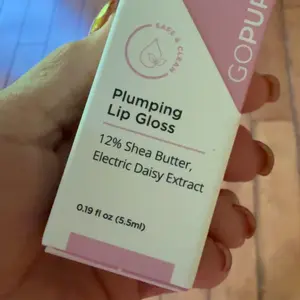 SAFE & CLEAN
GOPUR
Plumping
Lip Gloss
12% Shea Butter,
Electric Daisy Extract
0.19 fl oz (5.5ml)